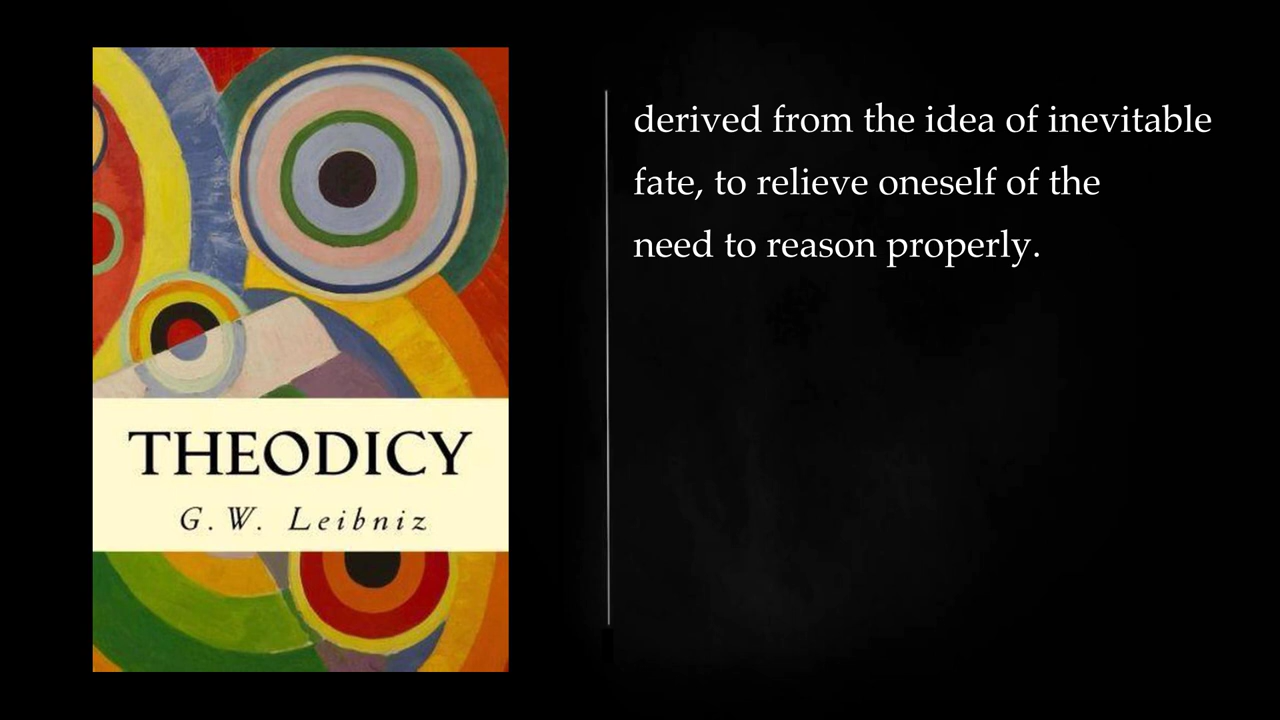 THEODICY
G. W. Leibniz
derived from the idea of inevitable
fate, to relieve oneself of the
need to reason properly.